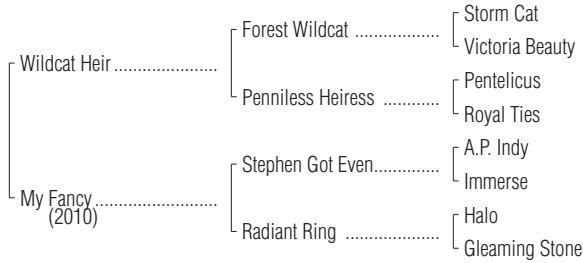 Storm Cat
Forest Wildcat ..................
Victoria Beauty
Wildcat Heir ......................
Pentelicus
Penniless Heiress ............
Royal Ties
A.P. Indy
Stephen Got Even..............
Immerse
My Fancy..........................
(2010)
Halo
Radiant Ring ....................
Gleaming Stone